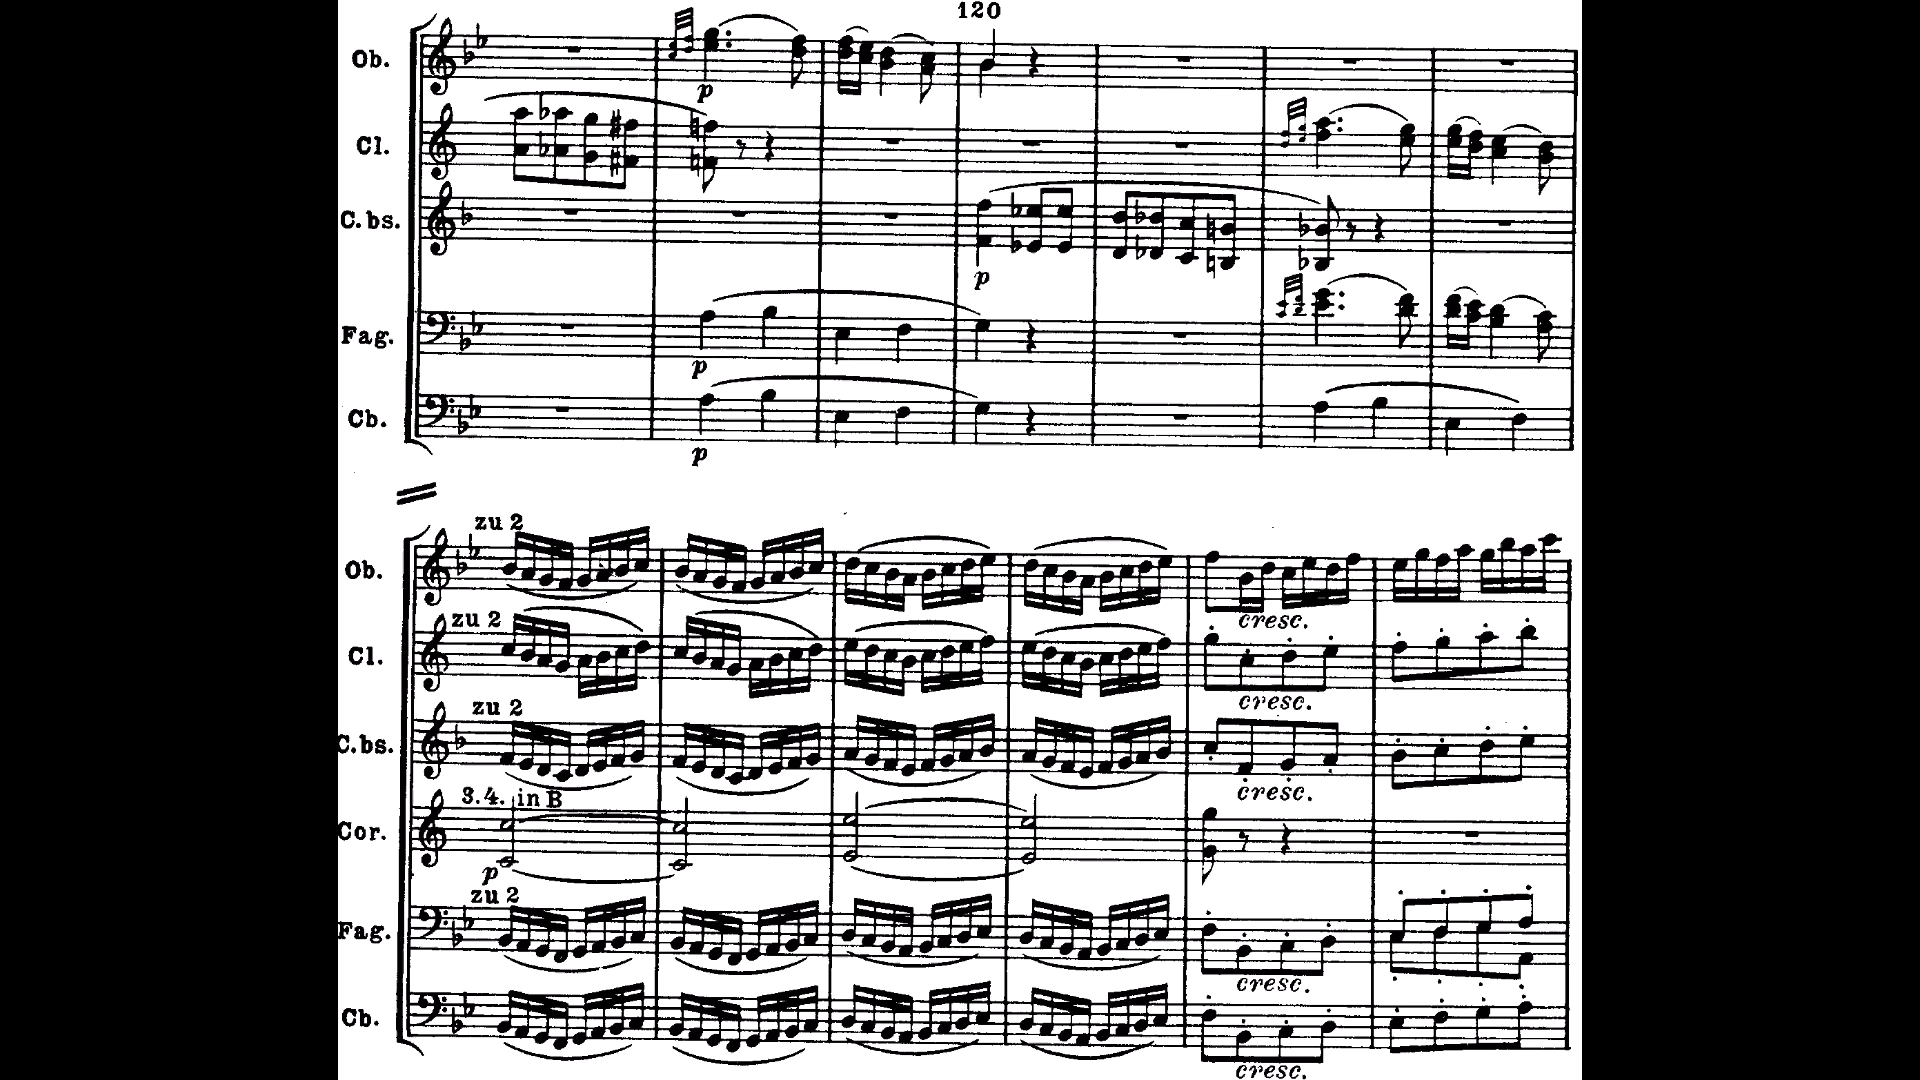 120
Ob.
p
Cl.
C. bs.
p
Fag.
p
Cb.
p
zu 2
Ob.
cresc.
zu 2
Cl.
cresc.
zu 2
C. bs.
cresc.
3.4. in B
Cor.
p
zu 2
Fag.
cresc.
Cb.
cresc.